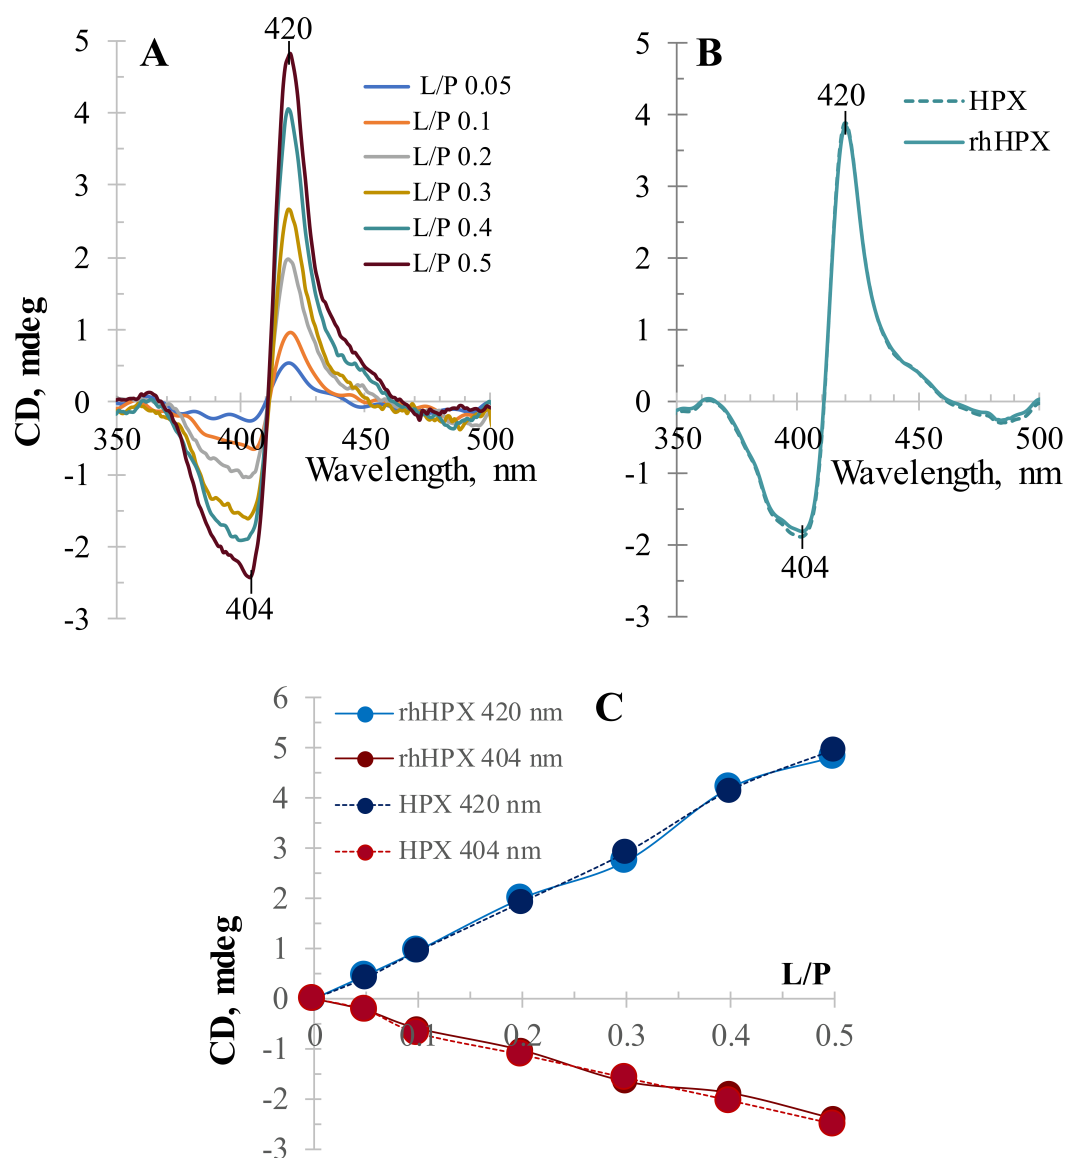 420
A
5
4
3
2
1
0
-1
-2
-3
CD, mdeg
L/P 0.05
L/P 0.1
L/P 0.2
L/P 0.3
L/P 0.4
L/P 0.5
350
400
450
500
Wavelength, nm
404
B
420
5
4
3
2
1
0
-1
-2
-3
HPX
rhHPX
350
400
450
500
Wavelength, nm
404
C
6
5
4
3
2
1
0
-1
-2
-3
CD, mdeg
rhHPX 420 nm
rhHPX 404 nm
HPX 420 nm
HPX 404 nm
L/P
0
0.1
0.2
0.3
0.4
0.5